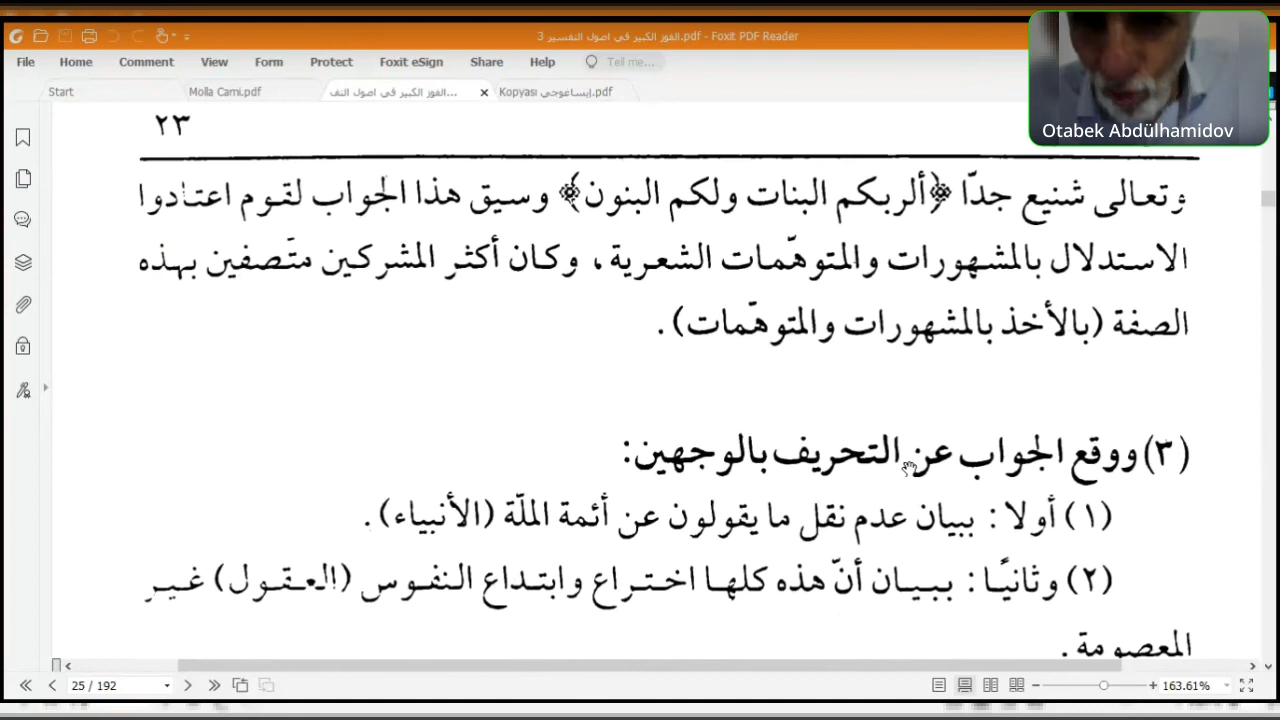 الفوز الكبير في اصول التفسير 3.pdf - Foxit PDF Reader
File Home Comment View Form Protect Foxit eSign Share Help Tell me...
Start Molla Cami.pdf الفوز الكبير في اصول التف... Kopyası إيساغوجي.pdf
Otabek Abdülhamidov
٢٣
وتعالى شنيع جدّا ﴿ألربكم البنات ولكم البنون﴾ وسيق هذا الجواب لقوم اعتادوا
الاستدلال بالمشهورات والمتوهّمات الشعرية، وكان أكثر المشركين متّصفين بهذه
الصفة (بالأخذ بالمشهورات والمتوهّمات).
(٣) ووقع الجواب عن التحريف بالوجهين:
(١) أولا: ببيان عدم نقل ما يقولون عن أئمة الملّة (الأنبياء).
(٢) وثانيًا: ببيان أنّ هذه كلها اختراع وابتداع النفوس (العقول) غير
المعصومة.
25 / 192
163.61%